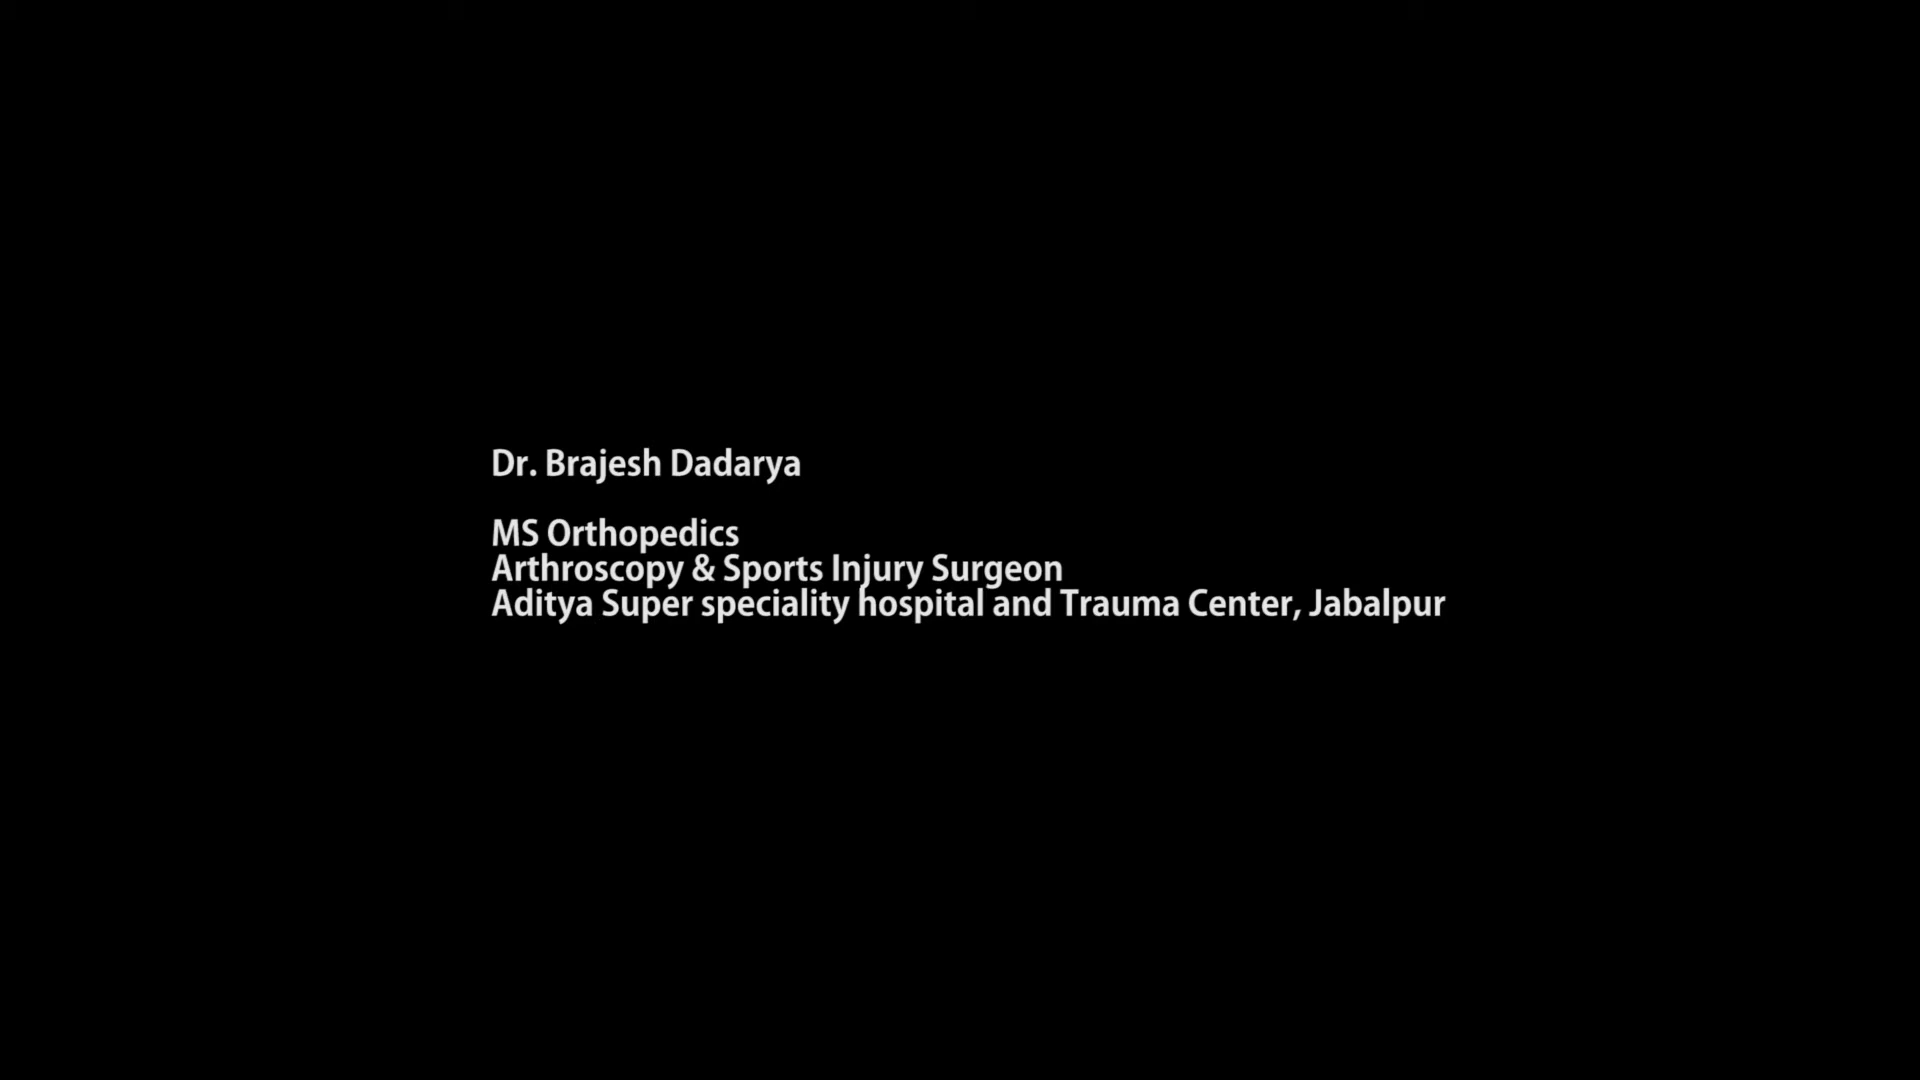 Dr. Brajesh Dadarya
MS Orthopedics
Arthroscopy & Sports Injury Surgeon
Aditya Super speciality hospital and Trauma Center, Jabalpur